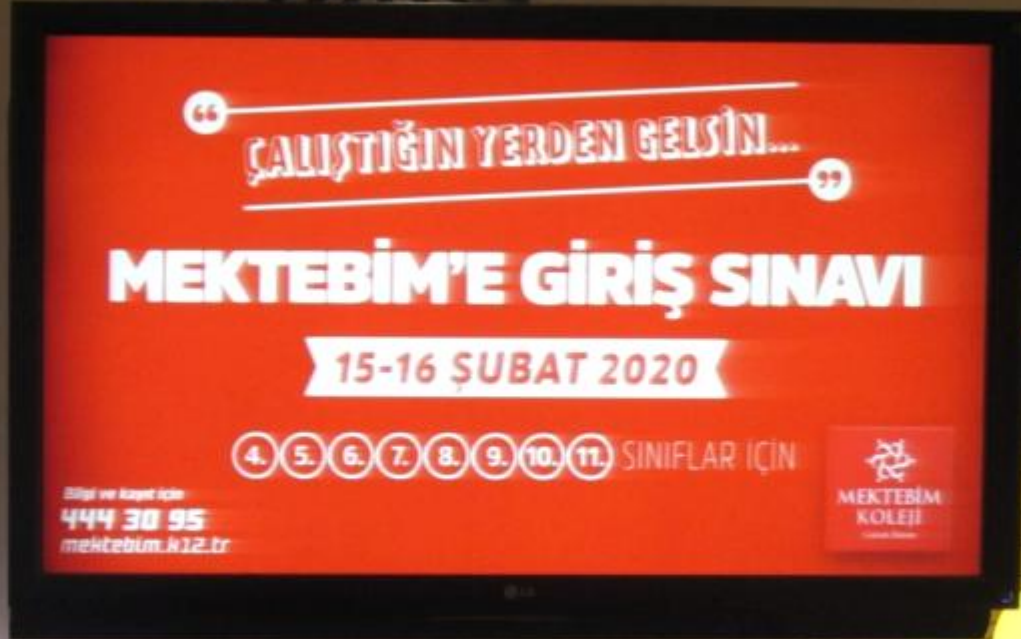 “
ÇALIŞTIĞIN YERDEN GELSİN...
”
MEKTEBİM'E GİRİŞ SINAVI
15-16 ŞUBAT 2020
4. 5. 6. 7. 8. 9. 10. 11. SINIFLAR İÇİN
Bilgi ve kayıt için
444 30 95
mektebim.k12.tr
MEKTEBİM
KOLEJİ
LG